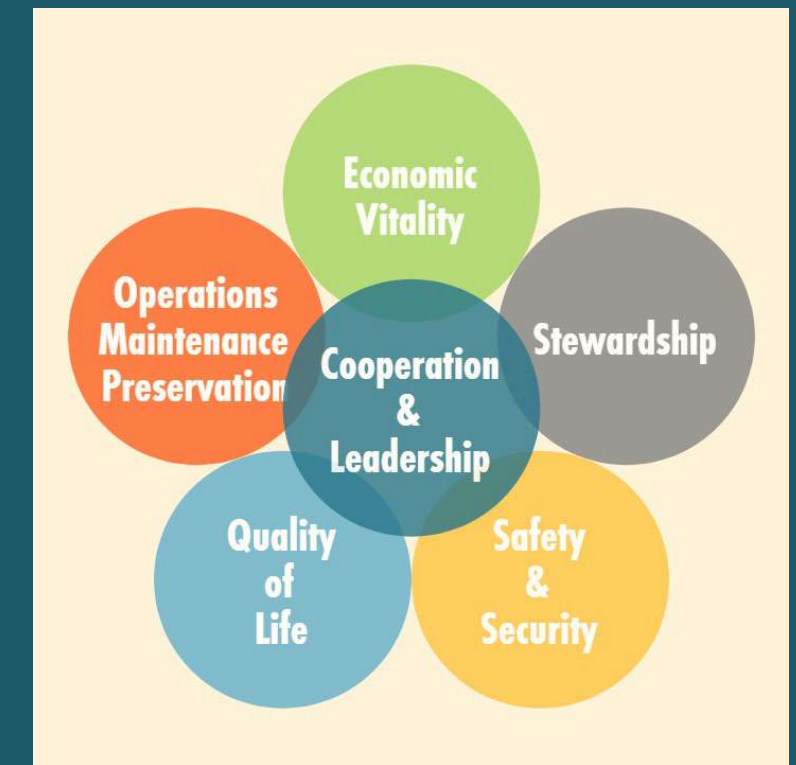 Economic
Vitality
Operations
Maintenance
Preservation
Stewardship
Cooperation
&
Leadership
Quality
of
Life
Safety
&
Security